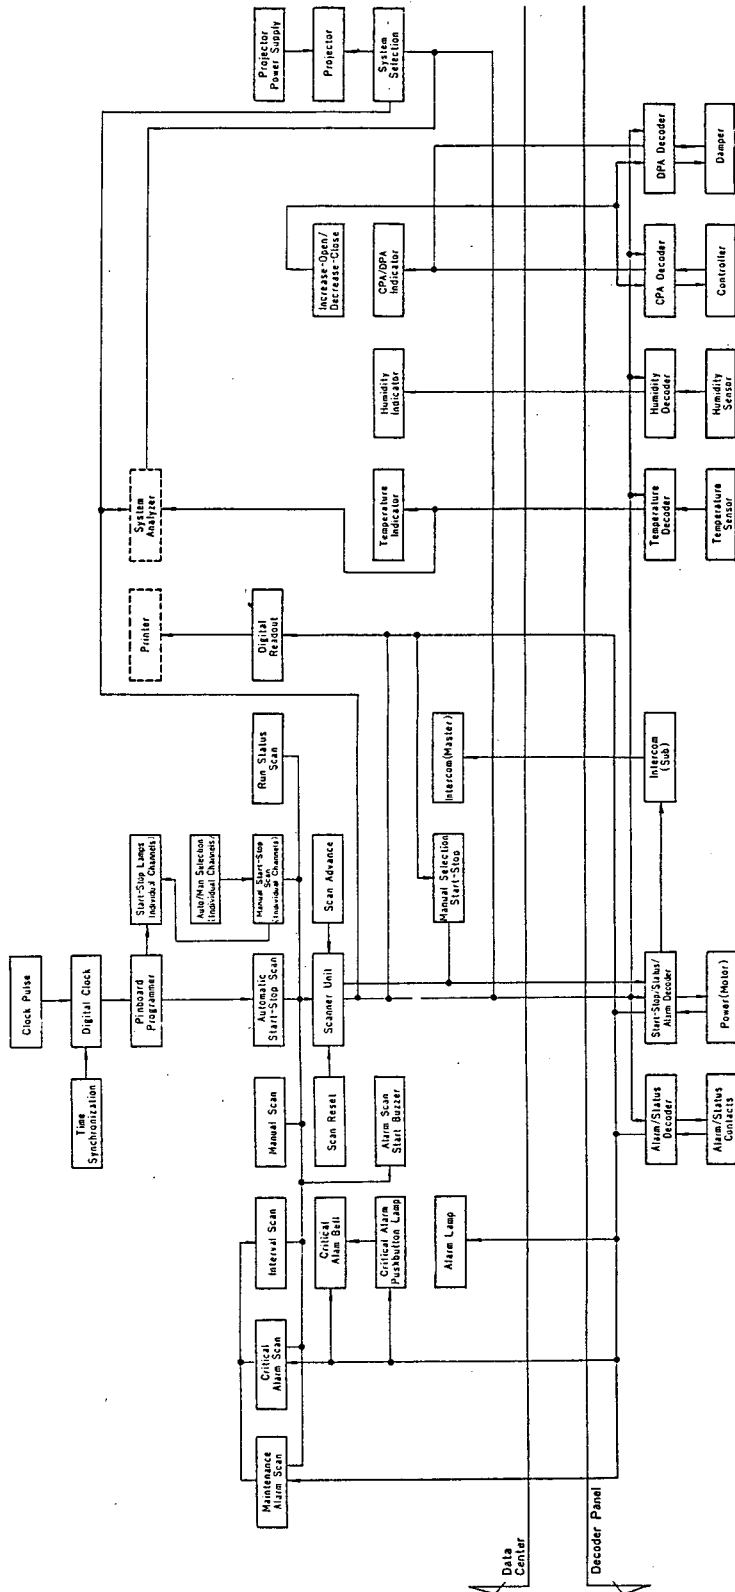 Clock Pulse
Time
Synchronization
Digital Clock
Pinboard
Programmer
Start-Stop Lamps
(Individual Channels)
Printer
System
Analyzer
Auto/Man Selection
(Individual Channels)
Maintenance
Alarm Scan
Critical
Alarm Scan
Interval Scan
Manual Scan
Automatic
Start-Stop Scan
Manual Start-Stop
Scan
(Individual Channels)
Run Status
Scan
Digital
Readout
Projector
Power Supply
Critical
Alam Bell
Scan Reset
Scanner Unit
Scan Advance
Increase-Open/
Decrease-Close
Projector
Critical Alarm
Pushbutton Lamp
Alarm Scan
Start Buzzer
Temperature
Indicator
Humidity
Indicator
CPA/DPA
Indicator
System
Selection
Alarm Lamp
Manual Selection
Start-Stop
Intercom(Master)
Data
Center
Decoder Panel
Alarm/Status
Decoder
Start-Stop/Status/
Alarm Decoder
Intercom
(Sub)
Temperature
Decoder
Humidity
Decoder
CPA Decoder
DPA Decoder
Alarm/Status
Contacts
Power(Motor)
Temperature
Sensor
Humidity
Sensor
Controller
Damper